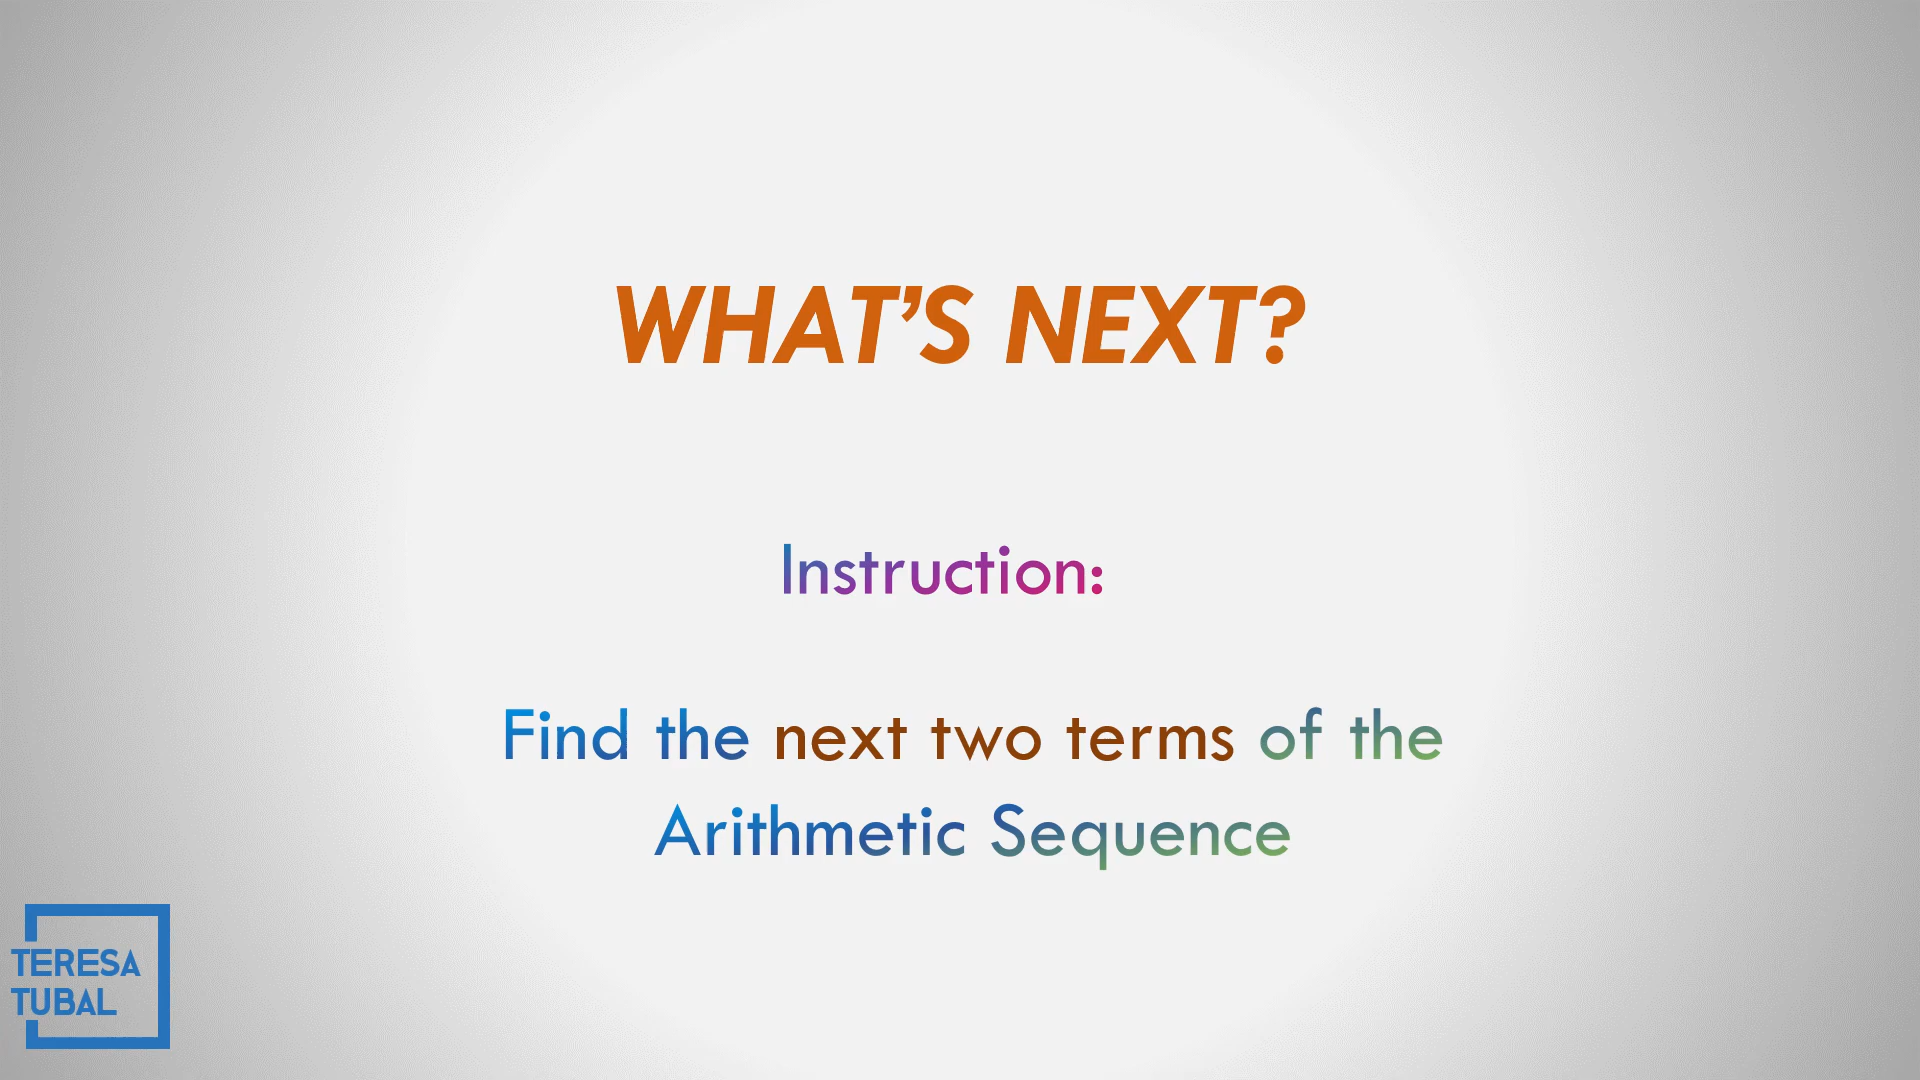 WHAT’S NEXT?
Instruction:
Find the next two terms of the
Arithmetic Sequence
TERESA
TUBAL